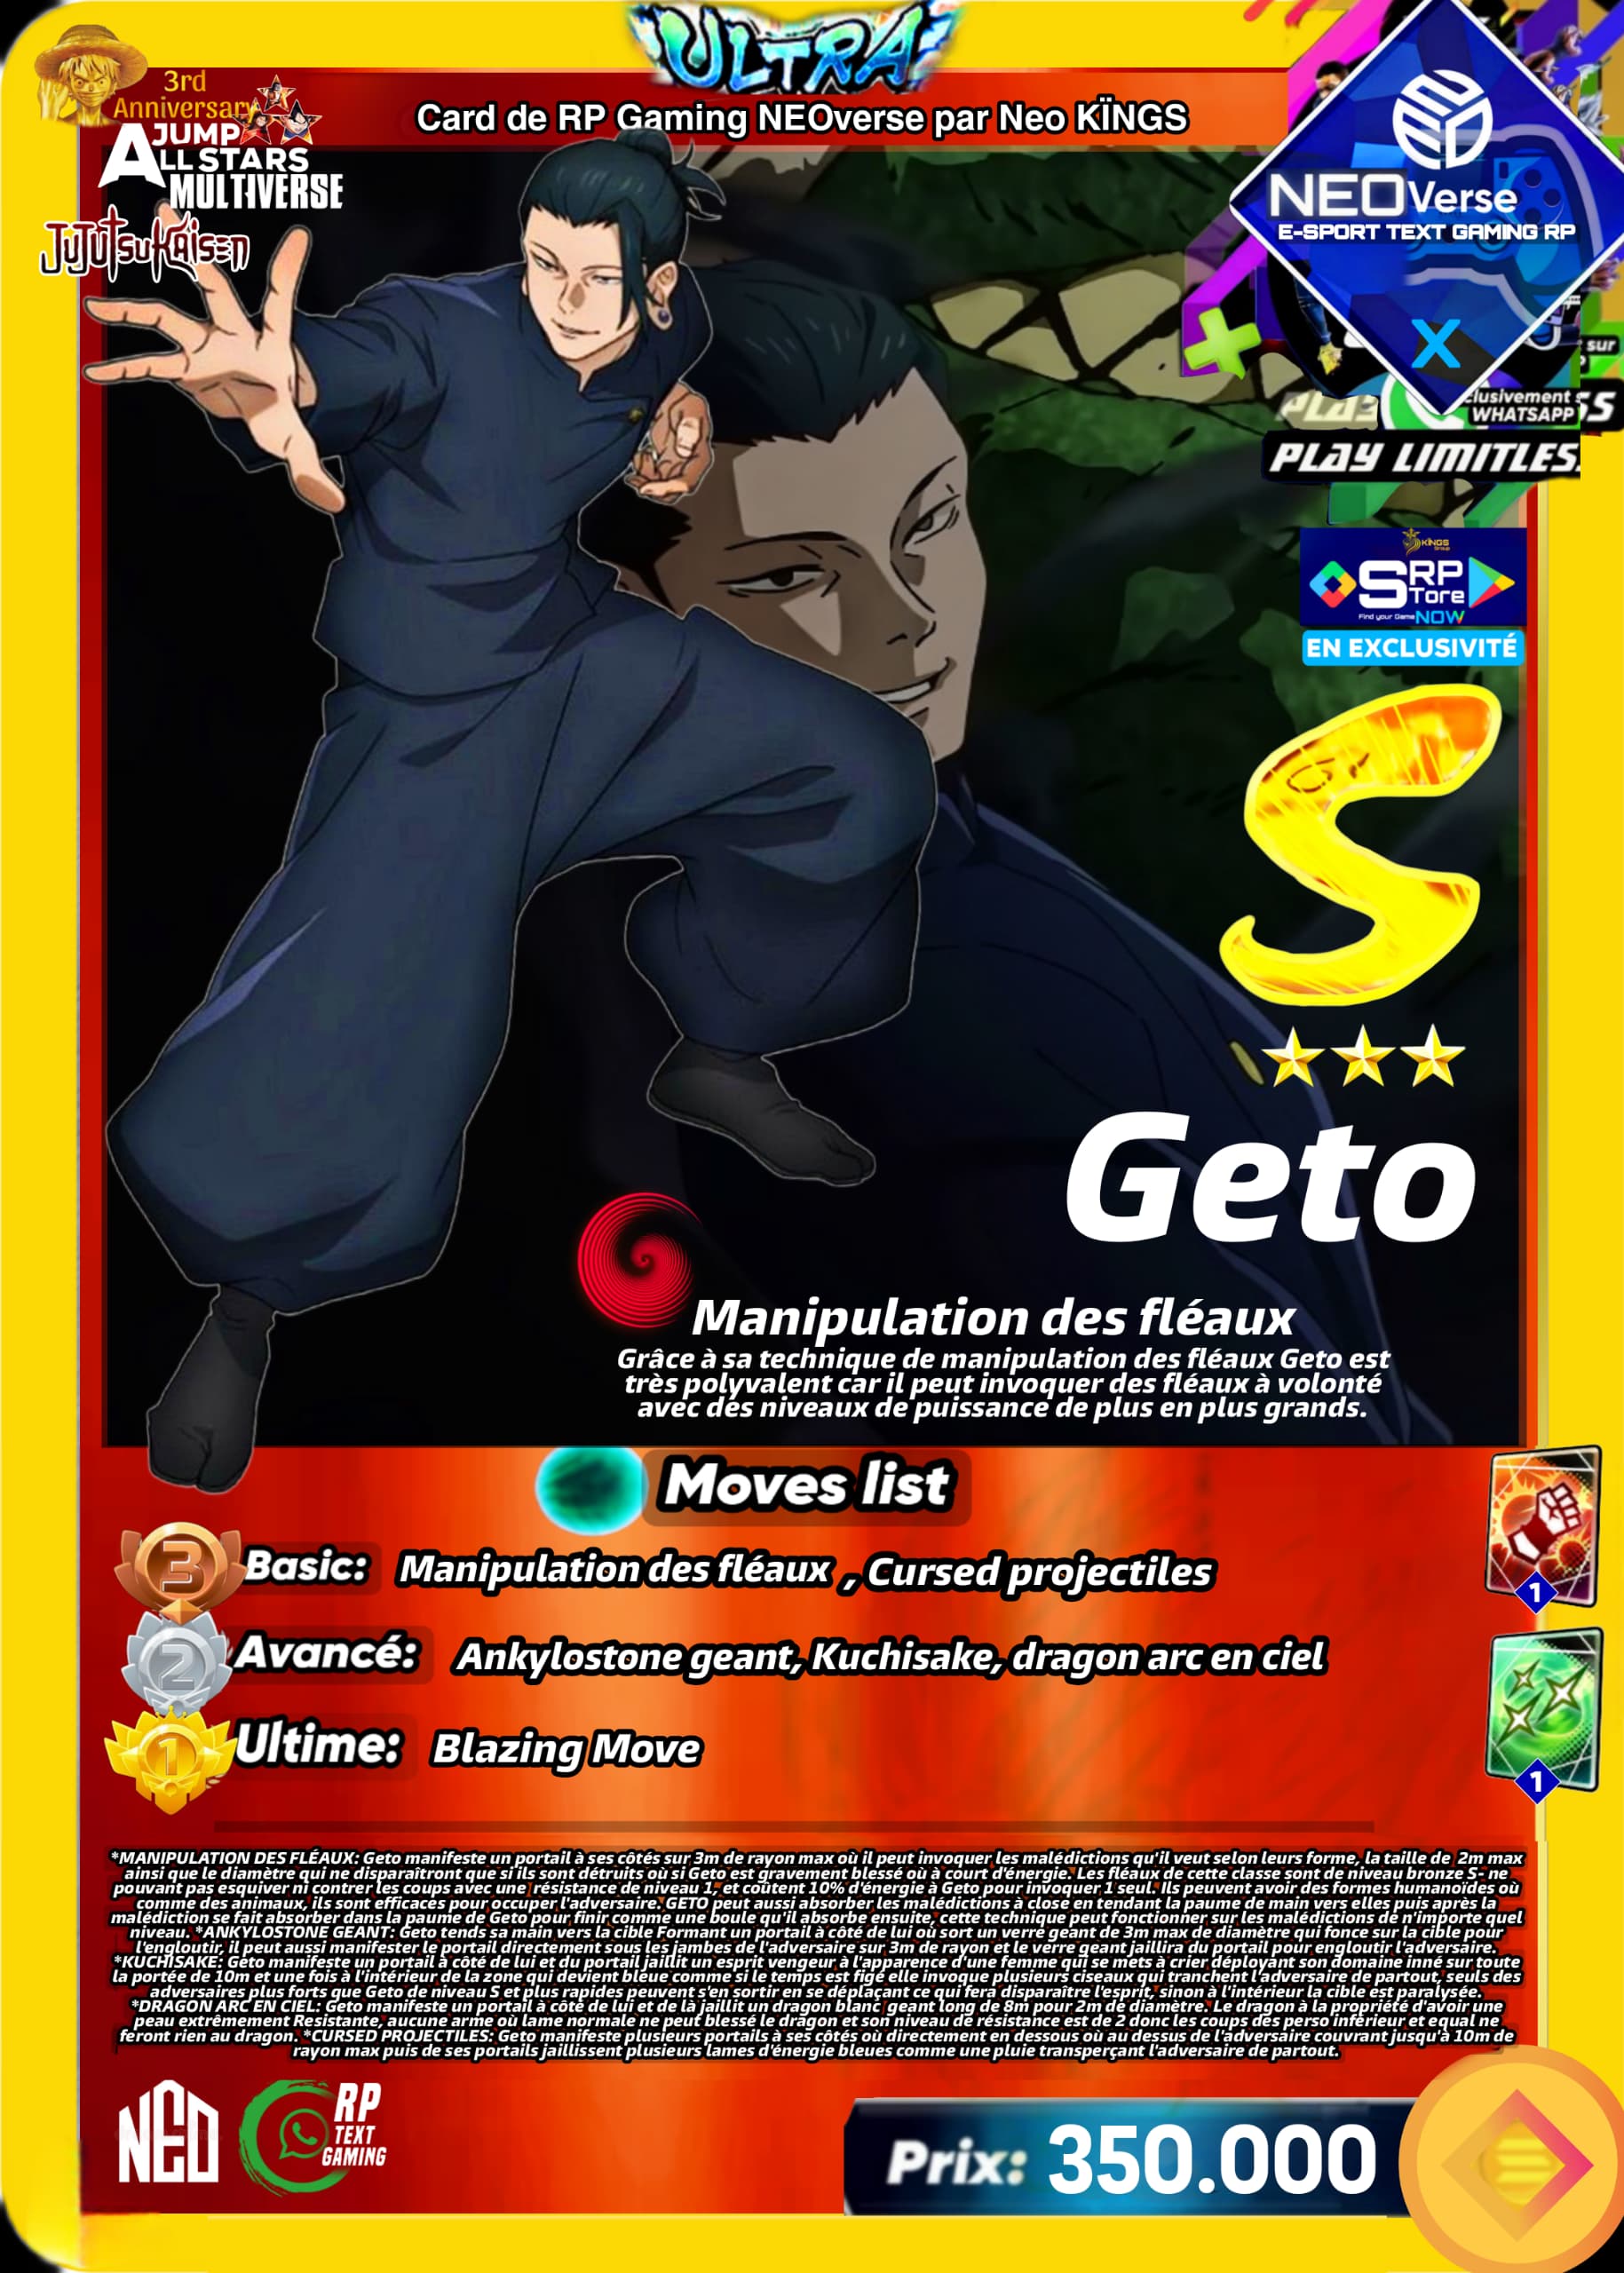 ULTRA
3rd
Anniversary
JUMP
ALL STARS
MULTIVERSE
JUJUTSU KAISEN
Card de RP Gaming NEOverse par Neo KÏNGS
NEOVerse
E-SPORT TEXT GAMING RP
X
sur
clusivement
WHATSAPP
PLAY LIMITLES
KINGS
SRP
Tore
Find your Game NOW
EN EXCLUSIVITÉ
S
Geto
Manipulation des fléaux
Grâce à sa technique de manipulation des fléaux Geto est
très polyvalent car il peut invoquer des fléaux à volonté
avec des niveaux de puissance de plus en plus grands.
Moves list
3 Basic: Manipulation des fléaux , Cursed projectiles
1
2 Avancé: Ankylostone geant, Kuchisake, dragon arc en ciel
1 Ultime: Blazing Move
1
*MANIPULATION DES FLÉAUX: Geto manifeste un portail à ses côtés sur 3m de rayon max où il peut invoquer les malédictions qu'il veut selon leurs forme, la taille de 2m max
ainsi que le diamètre qui ne disparaîtront que si ils sont détruits où si Geto est gravement blessé où à court d'énergie. Les fléaux de cette classe sont de niveau bronze S- ne
pouvant pas esquiver ni contrer les coups avec une résistance de niveau 1, et coûtent 10% d'énergie à Geto pour invoquer 1 seul. Ils peuvent avoir des formes humanoïdes où
comme des animaux, ils sont efficaces pour occuper l'adversaire. GETO peut aussi absorber les malédictions à close en tendant la paume de main vers elles puis après la
malédiction se fait absorber dans la paume de Geto pour finir comme une boule qu'il absorbe ensuite, cette technique peut fonctionner sur les malédictions de n'importe quel
niveau. *ANKYLOSTONE GEANT: Geto tends sa main vers la cible Formant un portail à côté de lui où sort un verre geant de 3m max de diamètre qui fonce sur la cible pour
l'engloutir, il peut aussi manifester le portail directement sous les jambes de l'adversaire sur 3m de rayon et le verre geant jaillira du portail pour engloutir l'adversaire.
*KUCHISAKE: Geto manifeste un portail à côté de lui et du portail jaillit un esprit vengeur à l'apparence d'une femme qui se mets à crier déployant son domaine inné sur toute
la portée de 10m et une fois à l'intérieur de la zone qui devient bleue comme si le temps est figé elle invoque plusieurs ciseaux qui tranchent l'adversaire de partout, seuls des
adversaires plus forts que Geto de niveau S et plus rapides peuvent s'en sortir en se déplaçant ce qui fera disparaître l'esprit, sinon à l'intérieur la cible est paralysée.
*DRAGON ARC EN CIEL: Geto manifeste un portail à côté de lui et de là jaillit un dragon blanc geant long de 8m pour 2m de diamètre. Le dragon à la propriété d'avoir une
peau extrêmement Resistante, aucune arme où lame normale ne peut blessé le dragon et son niveau de résistance est de 2 donc les coups des perso inférieur et equal ne
feront rien au dragon. *CURSED PROJECTILES: Geto manifeste plusieurs portails à ses côtés où directement en dessous où au dessus de l'adversaire couvrant jusqu'à 10m de
rayon max puis de ses portails jaillissent plusieurs lames d'énergie bleues comme une pluie transperçant l'adversaire de partout.
NEO
RP
TEXT
GAMING
Prix: 350.000